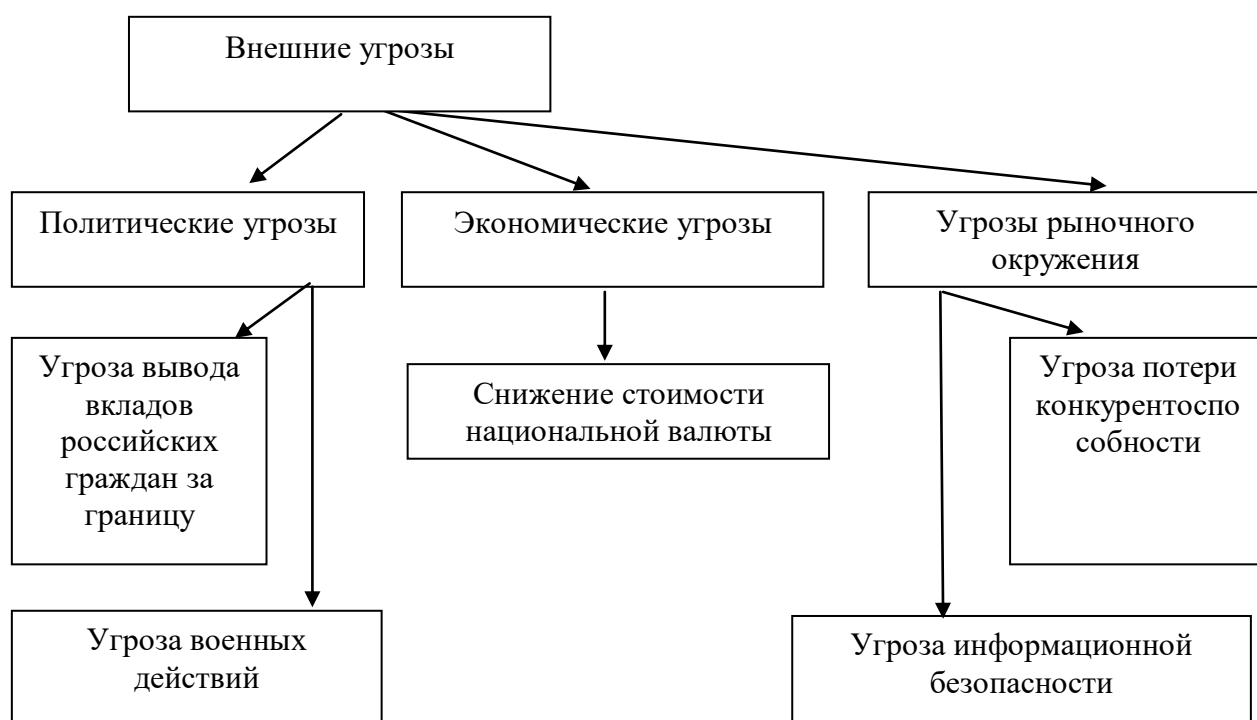 Внешние угрозы
Политические угрозы
Экономические угрозы
Угрозы рыночного
окружения
Угроза вывода
вкладов
российских
граждан за
границу
Снижение стоимости
национальной валюты
Угроза потери
конкурентоспо
собности
Угроза военных
действий
Угроза информационной
безопасности